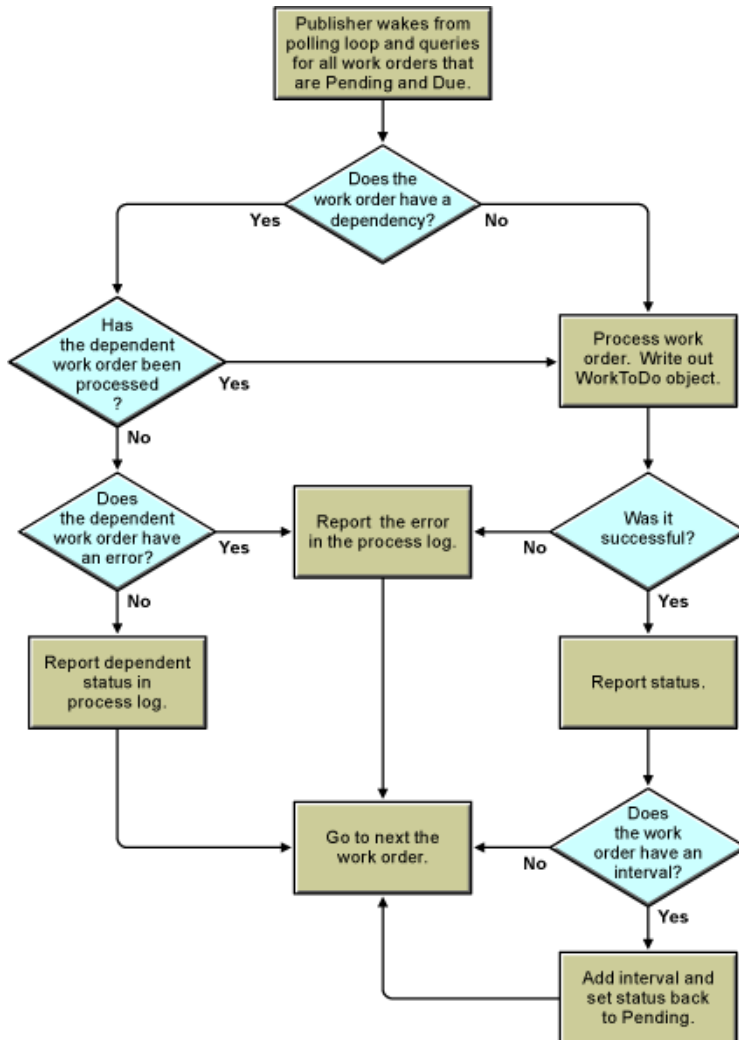 Publisher wakes from
polling loop and queries
for all work orders that
are Pending and Due.
Does the
work order have a
dependency?
Yes
No
Has
the dependent
work order been
processed
?
Yes
No
Process work
order. Write out
WorkToDo object.
Does
the dependent
work order have
an error?
Yes
No
Report the error
in the process log.
Was it
successful?
No
Yes
Report dependent
status in
process log.
Report status.
Go to next the
work order.
Does
the work
order have an
interval?
No
Yes
Add interval and
set status back
to Pending.